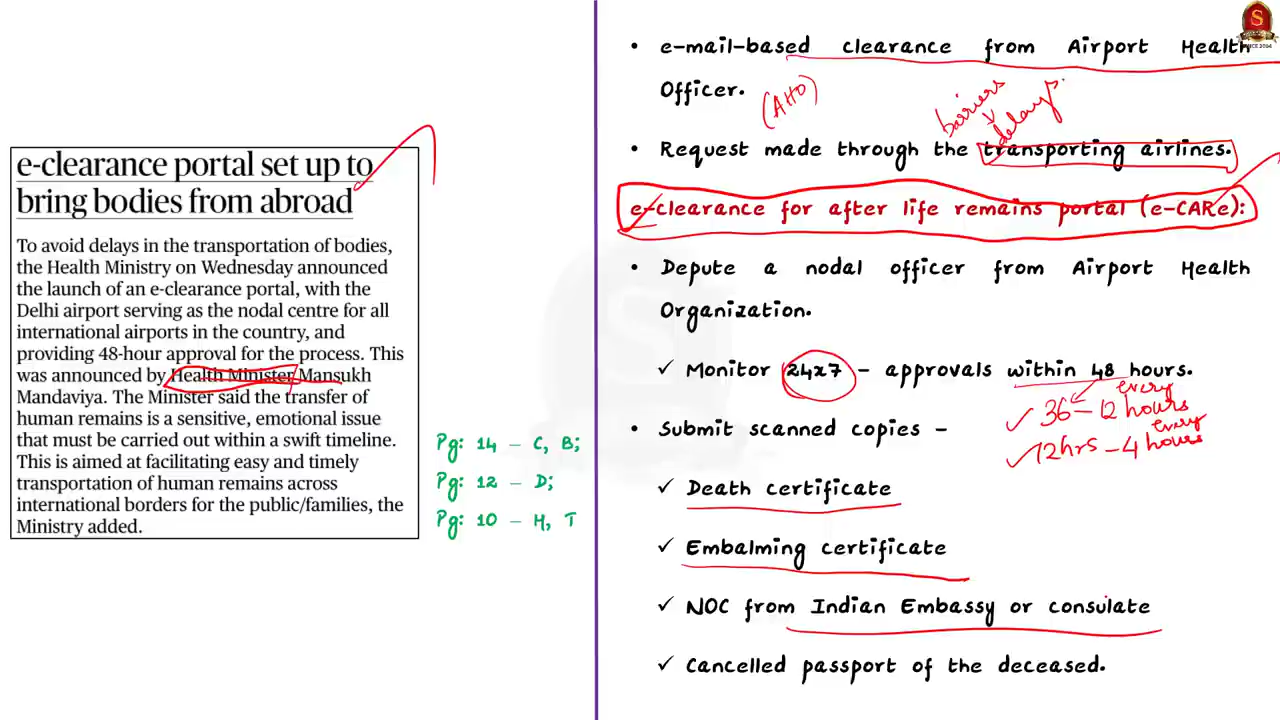 e-clearance portal set up to
bring bodies from abroad
To avoid delays in the transportation of bodies,
the Health Ministry on Wednesday announced
the launch of an e-clearance portal, with the
Delhi airport serving as the nodal centre for all
international airports in the country, and
providing 48-hour approval for the process. This
was announced by Health Minister Mansukh
Mandaviya. The Minister said the transfer of
human remains is a sensitive, emotional issue
that must be carried out within a swift timeline.
This is aimed at facilitating easy and timely
transportation of human remains across
international borders for the public/families, the
Ministry added.
Pg: 14 – C, B;
Pg: 12 – D;
Pg: 10 – H, T
• e-mail-based clearance from Airport Health
Officer.
(AHO)
barriers
delays
• Request made through the transporting airlines.
e-clearance for after life remains portal (e-CARe):
• Depute a nodal officer from Airport Health
Organization.
✓ Monitor 24x7 – approvals within 48 hours.
every
✓ 36 – 12 hours
every
✓ 12hrs – 4 hours
• Submit scanned copies –
✓ Death certificate
✓ Embalming certificate
✓ NOC from Indian Embassy or consulate
✓ Cancelled passport of the deceased.
S
SINCE 2004